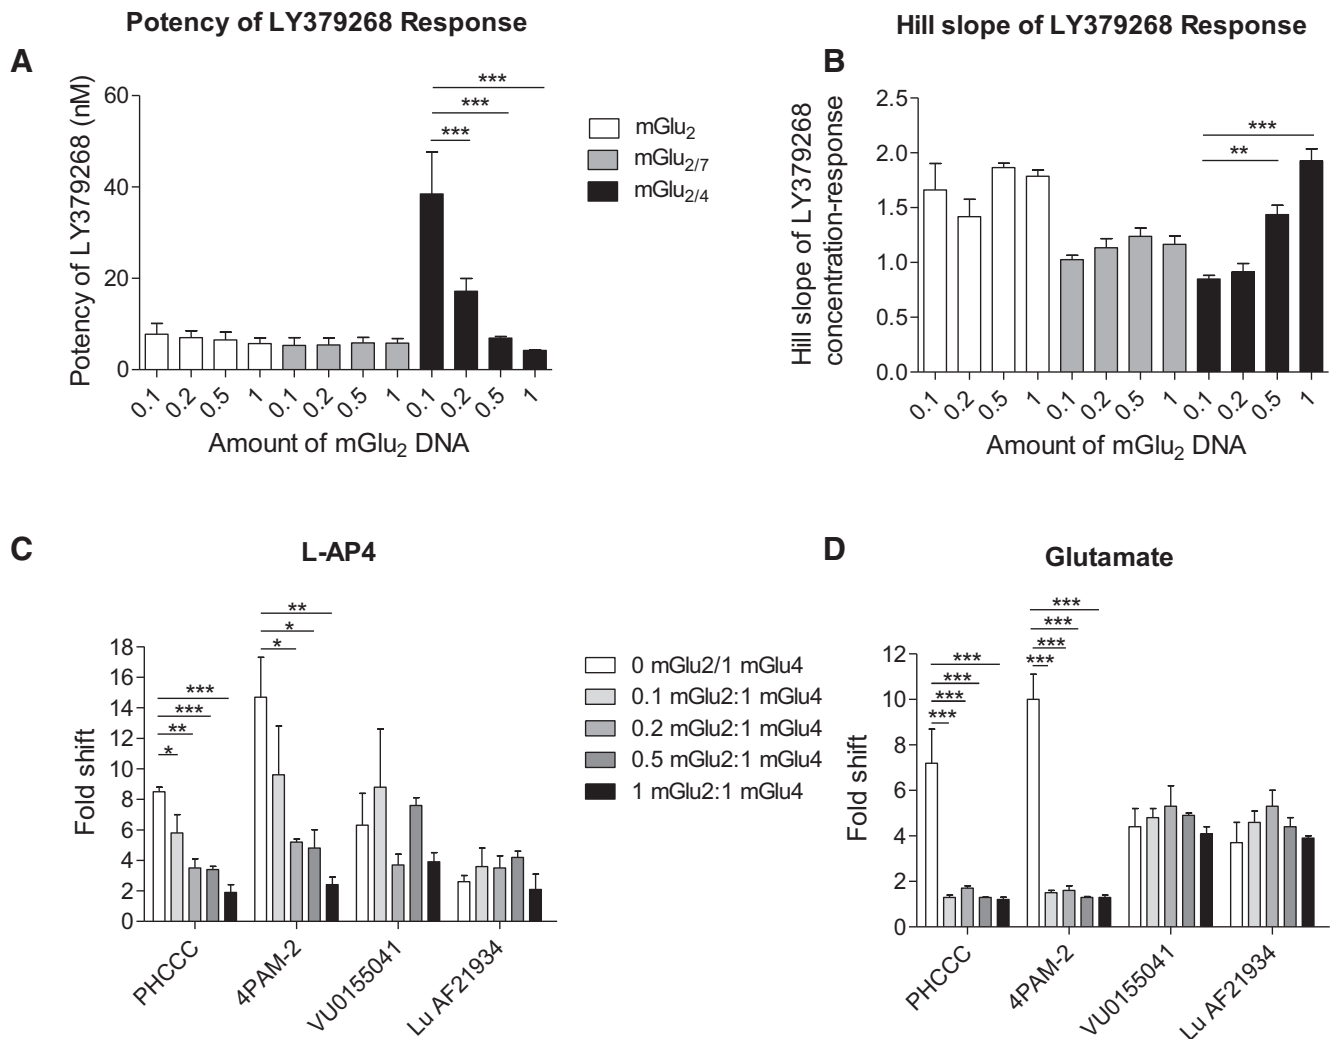 Potency of LY379268 Response
A
Potency of LY379268 (nM)
60
40
20
0
***
***
***
0.1
0.2
0.5
1
0.1
0.2
0.5
1
0.1
0.2
0.5
1
Amount of mGlu2 DNA
mGlu2
mGlu2/7
mGlu2/4
Hill slope of LY379268 Response
B
Hill slope of LY379268
concentration-response
2.5
2.0
1.5
1.0
0.5
0.0
***
**
0.1
0.2
0.5
1
0.1
0.2
0.5
1
0.1
0.2
0.5
1
Amount of mGlu2 DNA
C
L-AP4
Fold shift
18
16
14
12
10
8
6
4
2
0
***
***
**
*
**
*
*
PHCCC
4PAM-2
VU0155041
Lu AF21934
0 mGlu2/1 mGlu4
0.1 mGlu2:1 mGlu4
0.2 mGlu2:1 mGlu4
0.5 mGlu2:1 mGlu4
1 mGlu2:1 mGlu4
D
Glutamate
Fold shift
12
10
8
6
4
2
0
***
***
***
***
***
***
***
***
PHCCC
4PAM-2
VU0155041
Lu AF21934